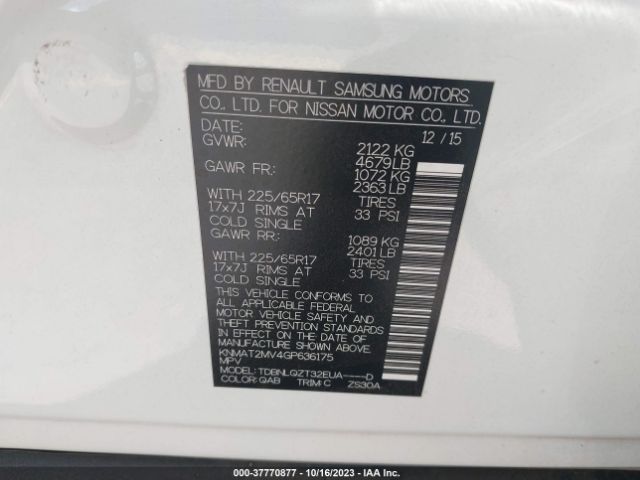 MFD BY RENAULT SAMSUNG MOTORS
CO., LTD. FOR NISSAN MOTOR CO., LTD.
DATE: 12/15
GVWR: 2122 KG
4679LB
GAWR FR: 1072 KG
2363 LB
WITH 225/65R17 TIRES
17x7J RIMS AT 33 PSI
COLD SINGLE
GAWR RR: 1089 KG
2401 LB
WITH 225/65R17 TIRES
17x7J RIMS AT 33 PSI
COLD SINGLE
THIS VEHICLE CONFORMS TO
ALL APPLICABLE FEDERAL
MOTOR VEHICLE SAFETY AND
THEFT PREVENTION STANDARDS
IN EFFECT ON THE DATE OF
MANUFACTURE SHOWN ABOVE.
KNMAT2MV4GP636175
MPV
MODEL: TDBNLQZT32EUA-----D
COLOR:QAB TRIM:C ZS30A
000-37770877 - 10/16/2023 - IAA Inc.